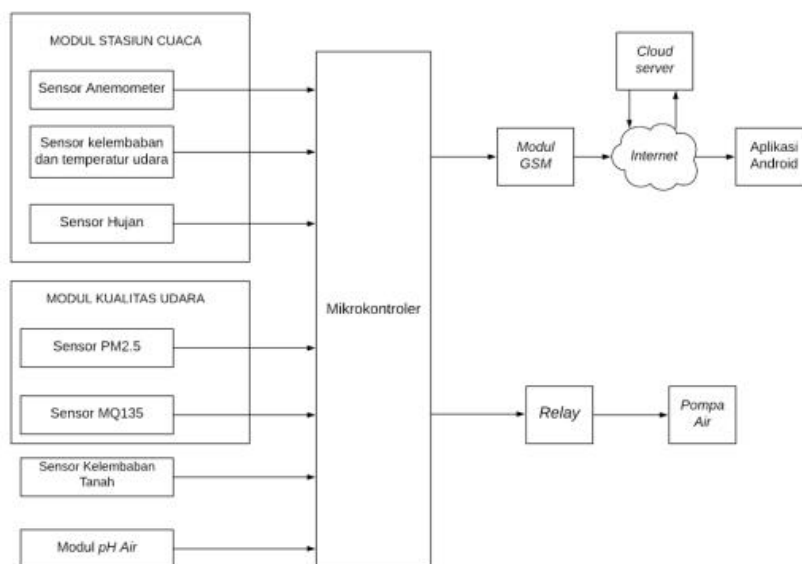 MODUL STASIUN CUACA
Sensor Anemometer
Sensor kelembaban
dan temperatur udara
Sensor Hujan
MODUL KUALITAS UDARA
Sensor PM2.5
Sensor MQ135
Sensor Kelembaban
Tanah
Modul pH Air
Mikrokontroler
Modul
GSM
Cloud
server
Internet
Aplikasi
Android
Relay
Pompa
Air